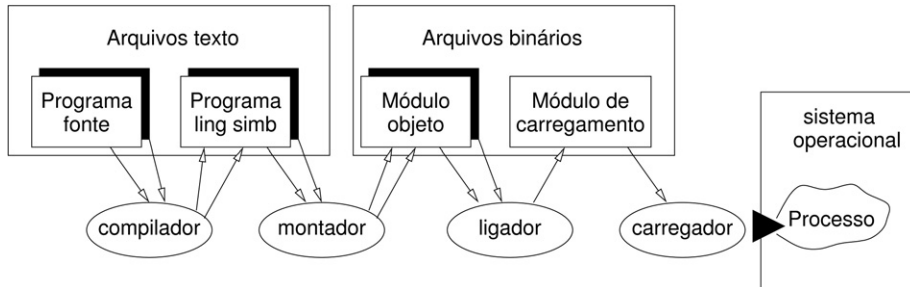 Arquivos texto
Arquivos binários
Programa
fonte
Programa
ling simb
Módulo
objeto
Módulo de
carregamento
sistema
operacional
compilador
montador
ligador
carregador
Processo